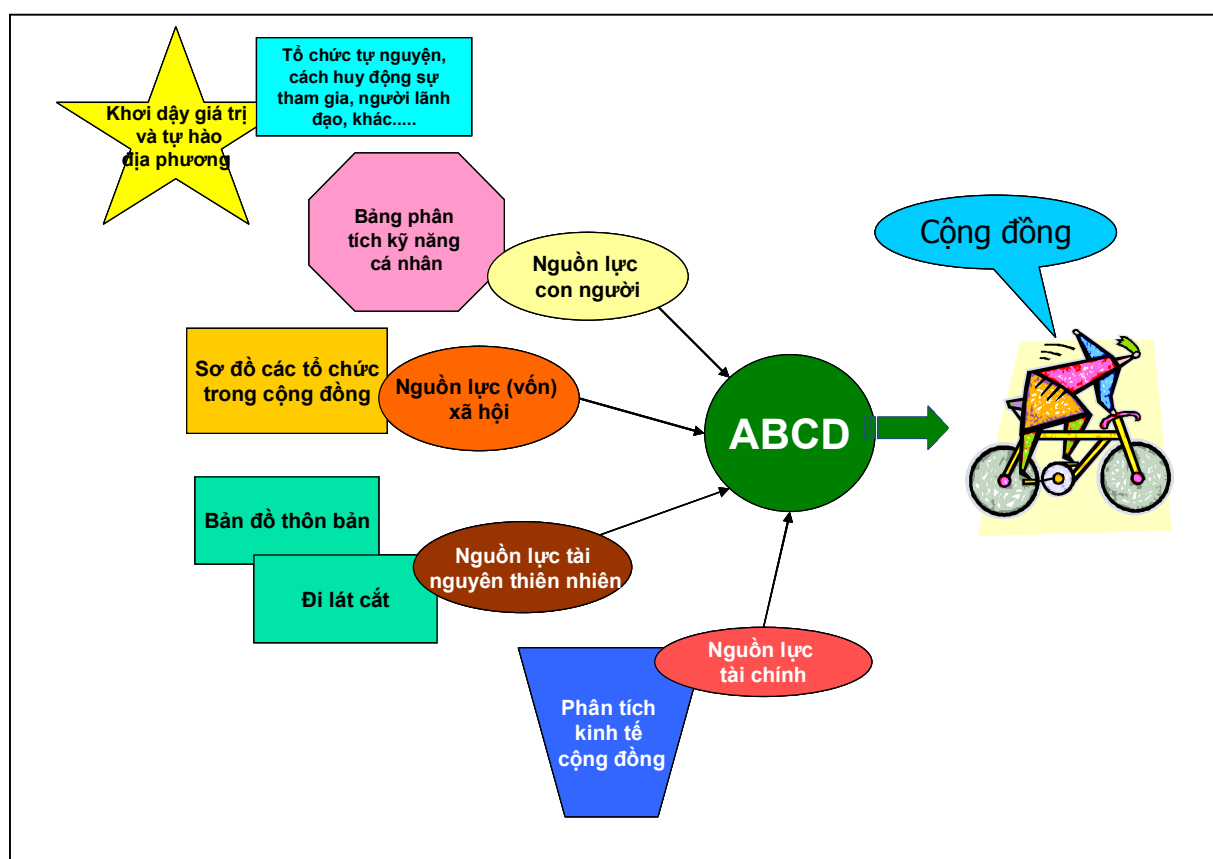 Khơi dậy giá trị
và tự hào
địa phương
Tổ chức tự nguyện,
cách huy động sự
tham gia, người lãnh
đạo, khác.....
Bảng phân
tích kỹ năng
cá nhân
Nguồn lực
con người
Cộng đồng
Sơ đồ các tổ chức
trong cộng đồng
Nguồn lực (vốn)
xã hội
ABCD
Bản đồ thôn bản
Đi lát cắt
Nguồn lực tài
nguyên thiên nhiên
Nguồn lực
tài chính
Phân tích
kinh tế
cộng đồng